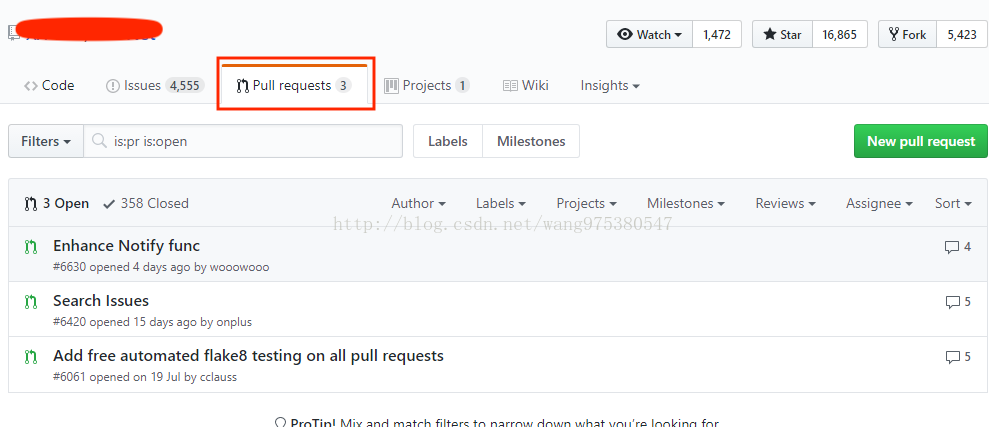 Watch 1,472 Star 16,865 Fork 5,423
Code Issues 4,555 Pull requests 3 Projects 1 Wiki Insights
Filters is:pr is:open Labels Milestones New pull request
3 Open 358 Closed Author Labels Projects Milestones Reviews Assignee Sort
http://blog.csdn.net/wang975380547
Enhance Notify func 4
#6630 opened 4 days ago by wooowooo
Search Issues 5
#6420 opened 15 days ago by onplus
Add free automated flake8 testing on all pull requests 5
#6061 opened on 19 Jul by cclauss
ProTip! Mix and match filters to narrow down what you're looking for.